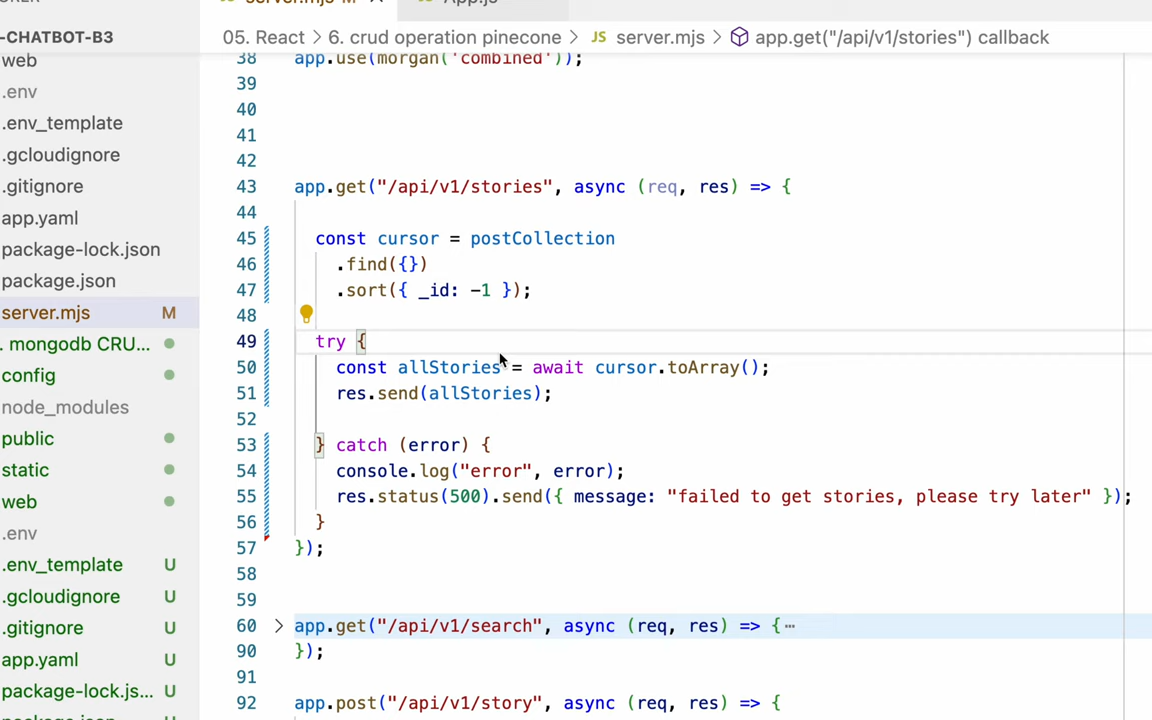 server.mjs M
App.js
-CHATBOT-B3
05. React > 6. crud operation pinecone > JS server.mjs > app.get("/api/v1/stories") callback
web
.env
.env_template
.gcloudignore
.gitignore
app.yaml
package-lock.json
package.json
server.mjs M
. mongodb CRU...
config
node_modules
public
static
web
.env
.env_template U
.gcloudignore U
.gitignore U
app.yaml U
package-lock.js... U
package.json
38 app.use(morgan('combined'));
39
40
41
42
43 app.get("/api/v1/stories", async (req, res) => {
44
45 const cursor = postCollection
46 .find({})
47 .sort({ _id: -1 });
48
49 try {
50 const allStories = await cursor.toArray();
51 res.send(allStories);
52
53 } catch (error) {
54 console.log("error", error);
55 res.status(500).send({ message: "failed to get stories, please try later" });
56 }
57 });
58
59
60 app.get("/api/v1/search", async (req, res) => {…
90 });
91
92 app.post("/api/v1/story", async (req, res) => {